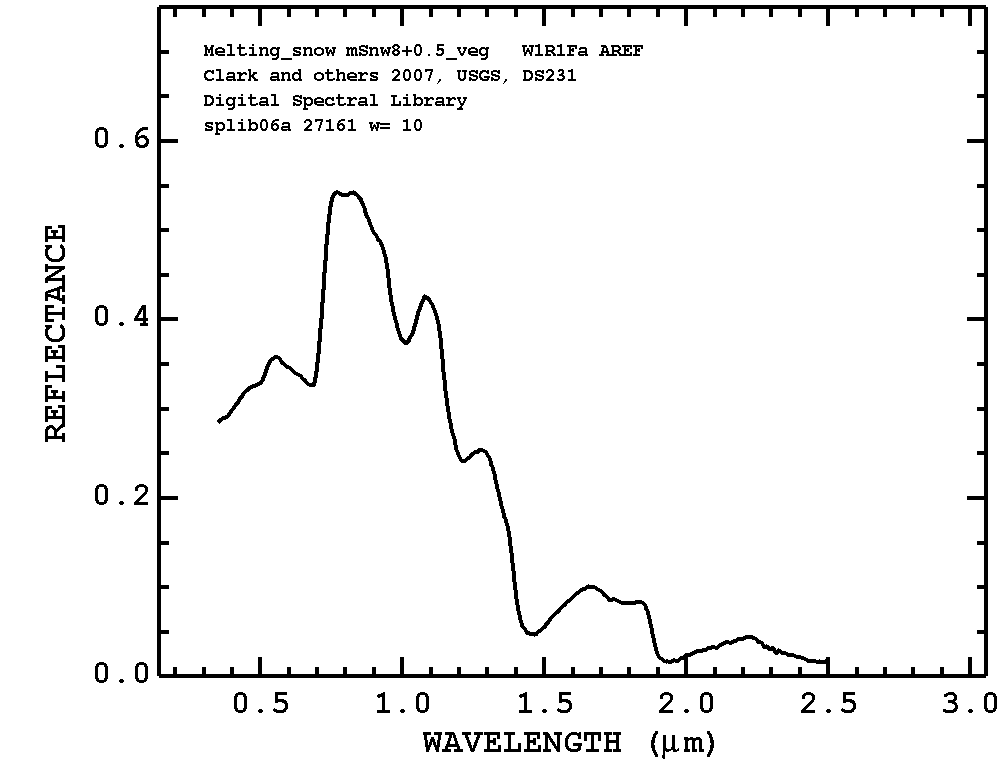 Melting_snow mSnw8+0.5_veg W1R1Fa AREF
Clark and others 2007, USGS, DS231
Digital Spectral Library
splib06a 27161 w= 10
REFLECTANCE
0.6
0.4
0.2
0.0
0.5 1.0 1.5 2.0 2.5 3.0
WAVELENGTH (μm)